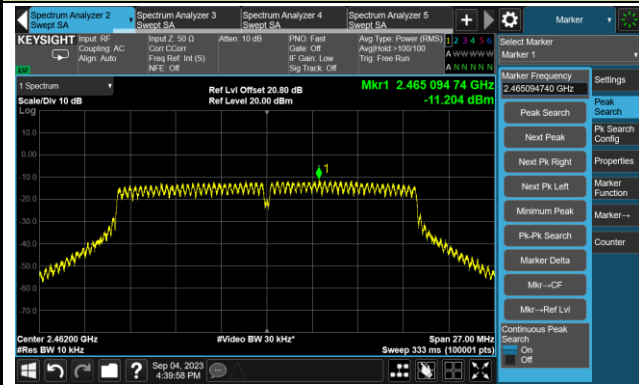 Spectrum Analyzer 2
Swept SA
Spectrum Analyzer 3
Swept SA
Spectrum Analyzer 4
Swept SA
Spectrum Analyzer 5
Swept SA
+
Marker
KEYSIGHT
Input: RF
Coupling: AC
Align: Auto
Input Z: 50 Ω
Corr CCorr
Freq Ref: Int (S)
NFE: Off
Atten: 10 dB
PNO: Fast
Gate: Off
IF Gain: Low
Sig Track: Off
Avg Type: Power (RMS)
Avg|Hold:>100/100
Trig: Free Run
1 2 3 4 5 6
A W W W W W
A N N N N N
Select Marker
Marker 1
1 Spectrum
Scale/Div 10 dB
Log
Ref Lvl Offset 20.80 dB
Ref Level 20.00 dBm
Mkr1 2.465 094 74 GHz
-11.204 dBm
10.0
0.00
-10.0
-20.0
-30.0
-40.0
-50.0
-60.0
-70.0
1
Center 2.46200 GHz
#Res BW 10 kHz
#Video BW 30 kHz*
Span 27.00 MHz
Sweep 333 ms (100001 pts)
Marker Frequency
2.465094740 GHz
Peak Search
Next Peak
Next Pk Right
Next Pk Left
Minimum Peak
Pk-Pk Search
Marker Delta
Mkr→CF
Mkr→Ref Lvl
Continuous Peak
Search
On
Off
Settings
Peak
Search
Pk Search
Config
Properties
Marker
Function
Marker→
Counter
?
Sep 04, 2023
4:39:58 PM